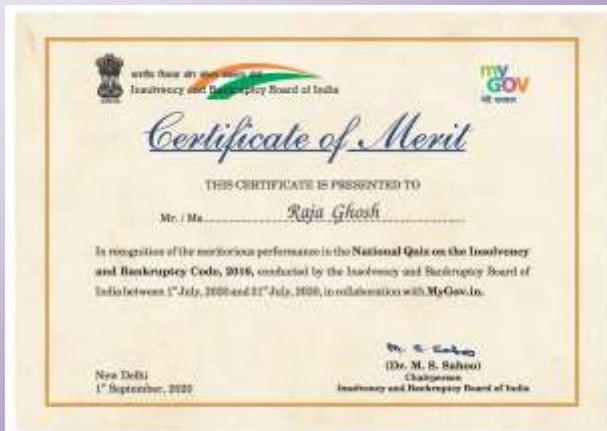 my
GOV
मेरी सरकार
Insolvency and Bankruptcy Board of India
Certificate of Merit
THIS CERTIFICATE IS PRESENTED TO
Mr. / Ms. Raja Ghosh
In recognition of the meritorious performance in the National Quiz on the Insolvency
and Bankruptcy Code, 2016, conducted by the Insolvency and Bankruptcy Board of
India between 1st July, 2020 and 31st July, 2020, in collaboration with MyGov.in.
M. S. Sahoo
(Dr. M. S. Sahoo)
New Delhi
Chairperson
1st September, 2020
Insolvency and Bankruptcy Board of India